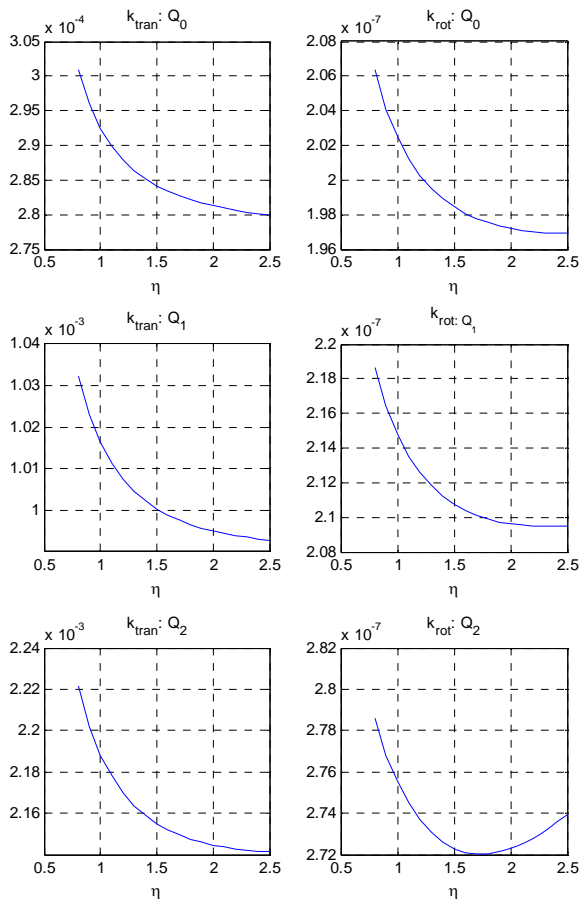 x 10^-4 k_tran: Q_0
3.05
3
2.95
2.9
2.85
2.8
2.75
0.5 1 1.5 2 2.5
η
x 10^-7 k_rot: Q_0
2.08
2.06
2.04
2.02
2
1.98
1.96
0.5 1 1.5 2 2.5
η
x 10^-3 k_tran: Q_1
1.04
1.03
1.02
1.01
1
0.5 1 1.5 2 2.5
η
x 10^-7 k_rot: Q_1
2.2
2.18
2.16
2.14
2.12
2.1
2.08
0.5 1 1.5 2 2.5
η
x 10^-3 k_tran: Q_2
2.24
2.22
2.2
2.18
2.16
0.5 1 1.5 2 2.5
η
x 10^-7 k_rot: Q_2
2.82
2.8
2.78
2.76
2.74
2.72
0.5 1 1.5 2 2.5
η